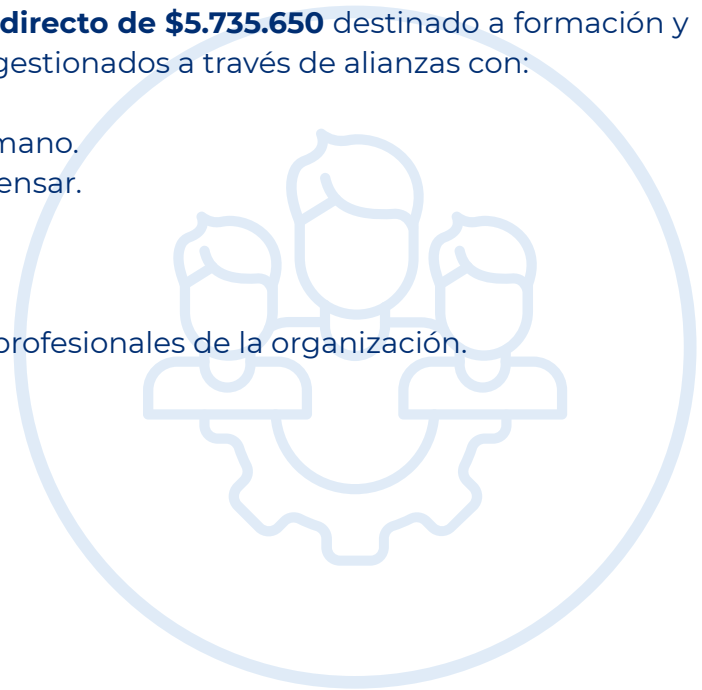 directo de $5.735.650 destinado a formación y
gestionados a través de alianzas con:
mano.
ensar.
profesionales de la organización.